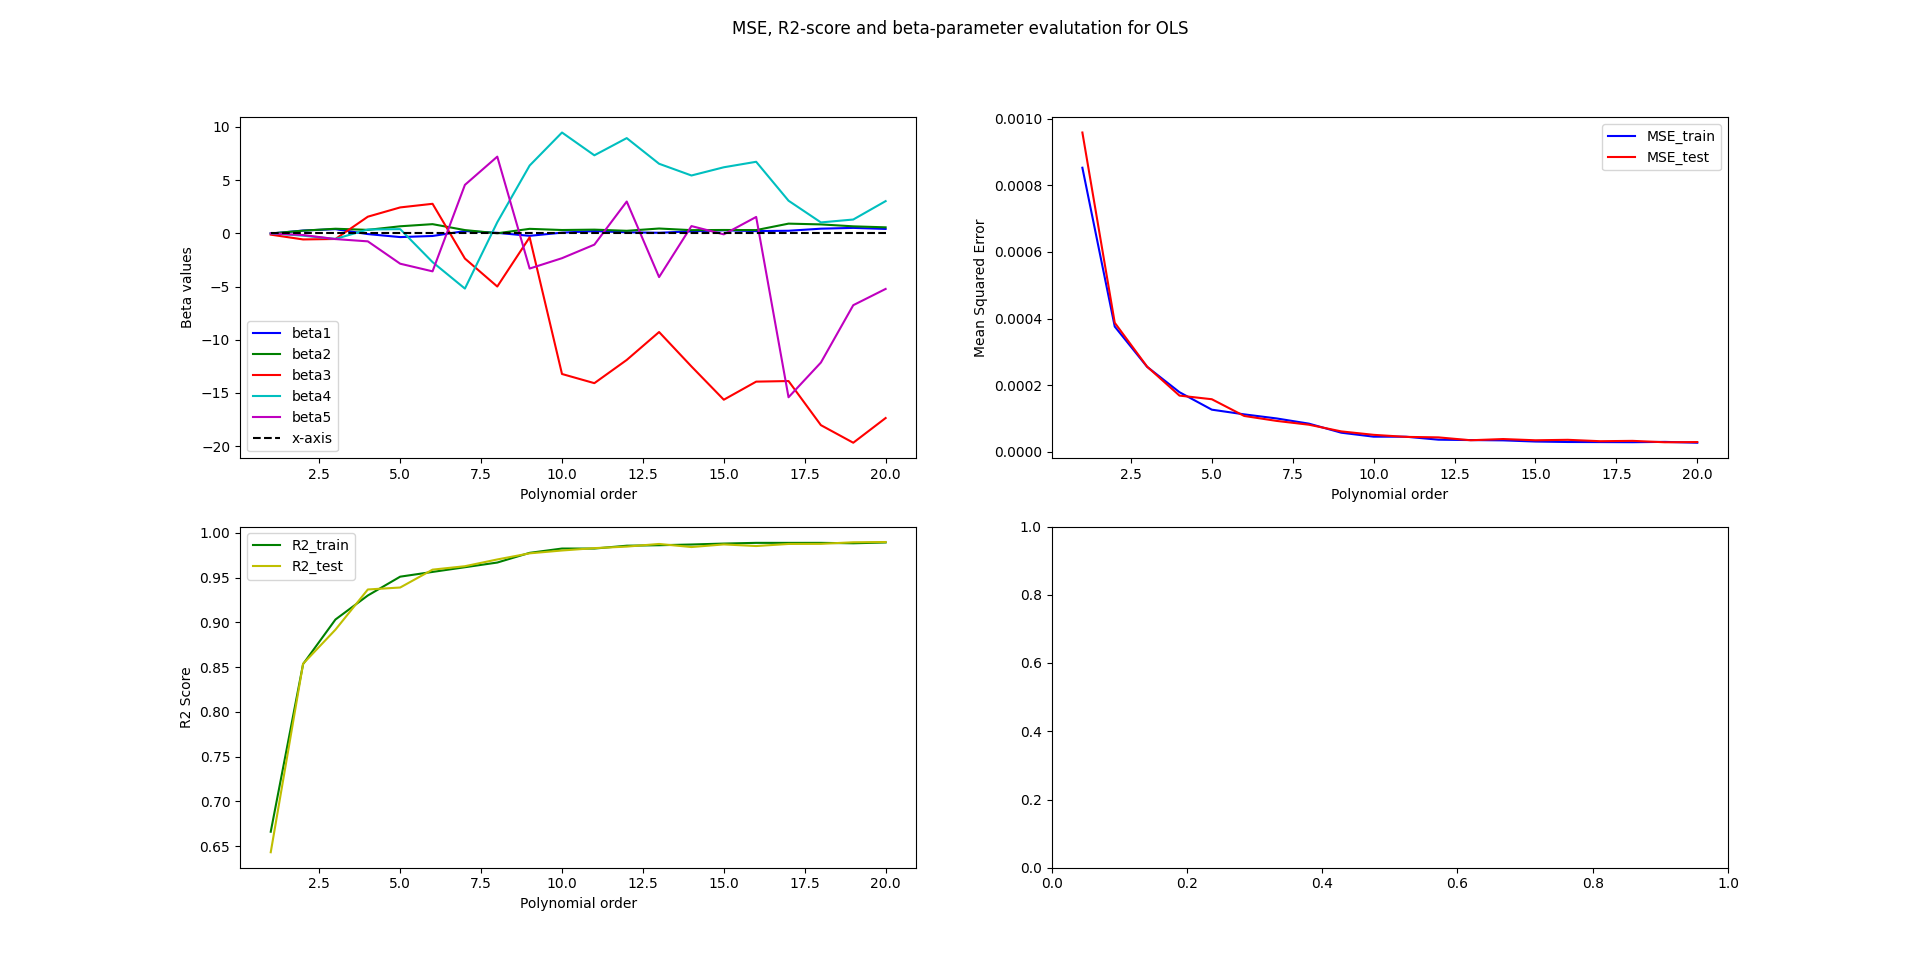 MSE, R2-score and beta-parameter evalutation for OLS
10
5
0
−5
−10
−15
−20
Beta values
beta1
beta2
beta3
beta4
beta5
x-axis
2.5 5.0 7.5 10.0 12.5 15.0 17.5 20.0
Polynomial order
0.0010
0.0008
0.0006
0.0004
0.0002
0.0000
Mean Squared Error
MSE_train
MSE_test
2.5 5.0 7.5 10.0 12.5 15.0 17.5 20.0
Polynomial order
1.00
0.95
0.90
0.85
0.80
0.75
0.70
0.65
R2 Score
R2_train
R2_test
2.5 5.0 7.5 10.0 12.5 15.0 17.5 20.0
Polynomial order
1.0
0.8
0.6
0.4
0.2
0.0
0.0 0.2 0.4 0.6 0.8 1.0